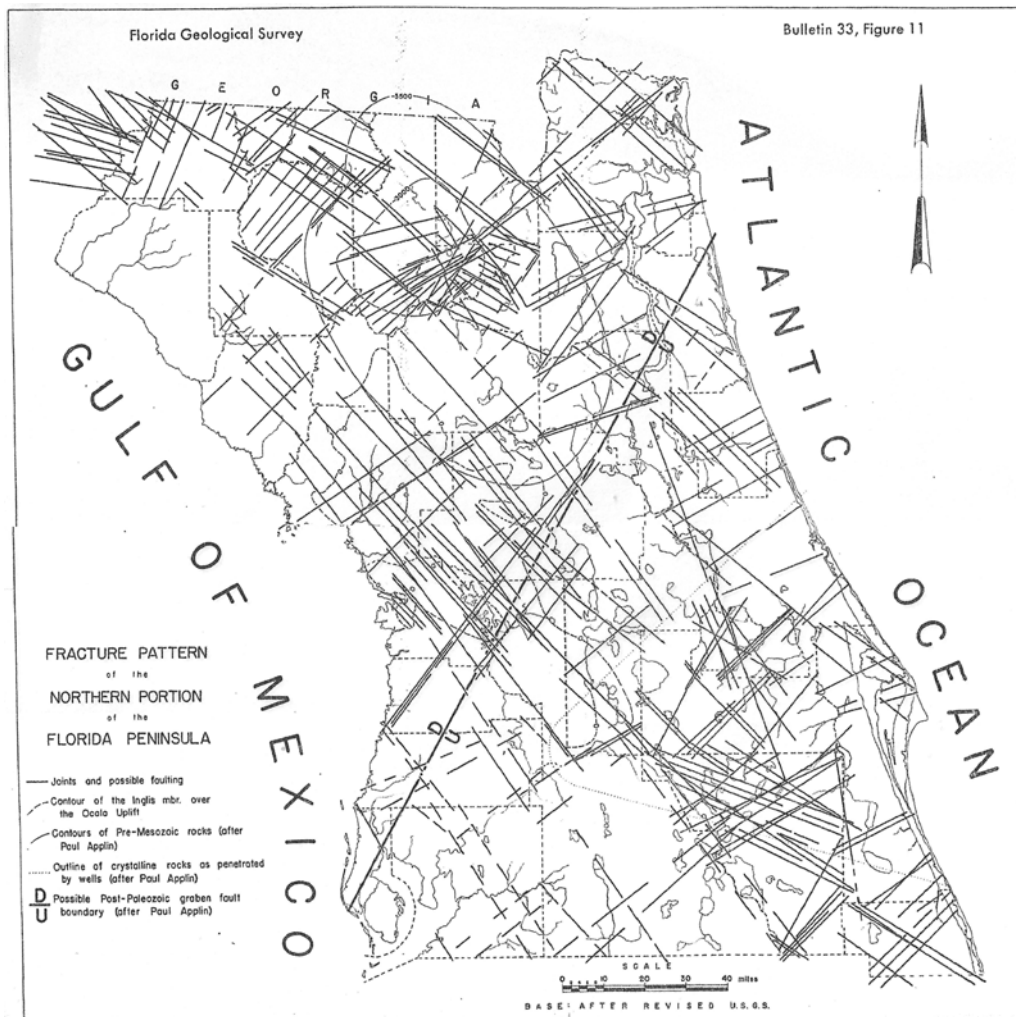 Florida Geological Survey
Bulletin 33, Figure 11
GEORGIA
-5500
ATLANTIC
OCEAN
GULF OF MEXICO
D
U
D
U
FRACTURE PATTERN
of the
NORTHERN PORTION
of the
FLORIDA PENINSULA
Joints and possible faulting
Contour of the Inglis mbr. over
the Ocala Uplift
Contours of Pre-Mesozoic rocks (after
Paul Applin)
Outline of crystalline rocks as penetrated
by wells (after Paul Applin)
D
U
Possible Post-Paleozoic graben fault
boundary (after Paul Applin)
SCALE
0 10 20 30 40 miles
BASE: AFTER REVISED U.S.G.S.